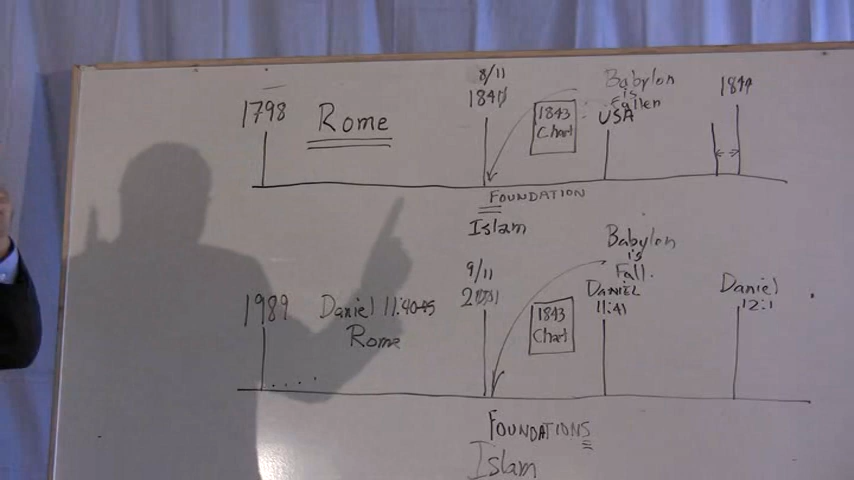 1798
Rome
8/11
1840
1843
Chart
Babylon
is
Fallen
USA
1844
FOUNDATION
Islam
1989
Daniel 11:40-45
Rome
9/11
2001
1843
Chart
Babylon
is
Fall.
DANIEL
11:41
Daniel
12:1
FOUNDATIONS
Islam